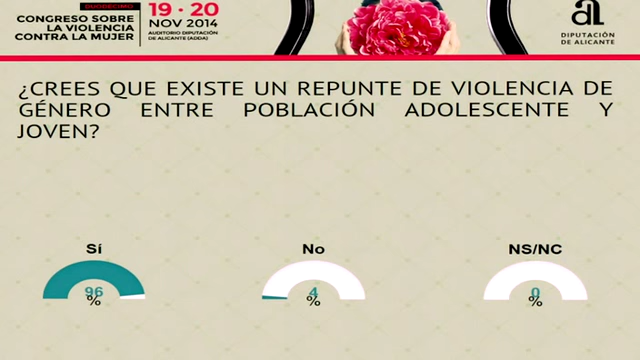 DUODÉCIMO
CONGRESO SOBRE
LA VIOLENCIA
CONTRA LA MUJER
19 · 20
NOV 2014
AUDITORIO DIPUTACIÓN
DE ALICANTE (ADDA)
a
DIPUTACIÓN
DE ALICANTE
¿CREES QUE EXISTE UN REPUNTE DE VIOLENCIA DE
GÉNERO ENTRE POBLACIÓN ADOLESCENTE Y
JOVEN?
Sí
96
%
No
4
%
NS/NC
0
%